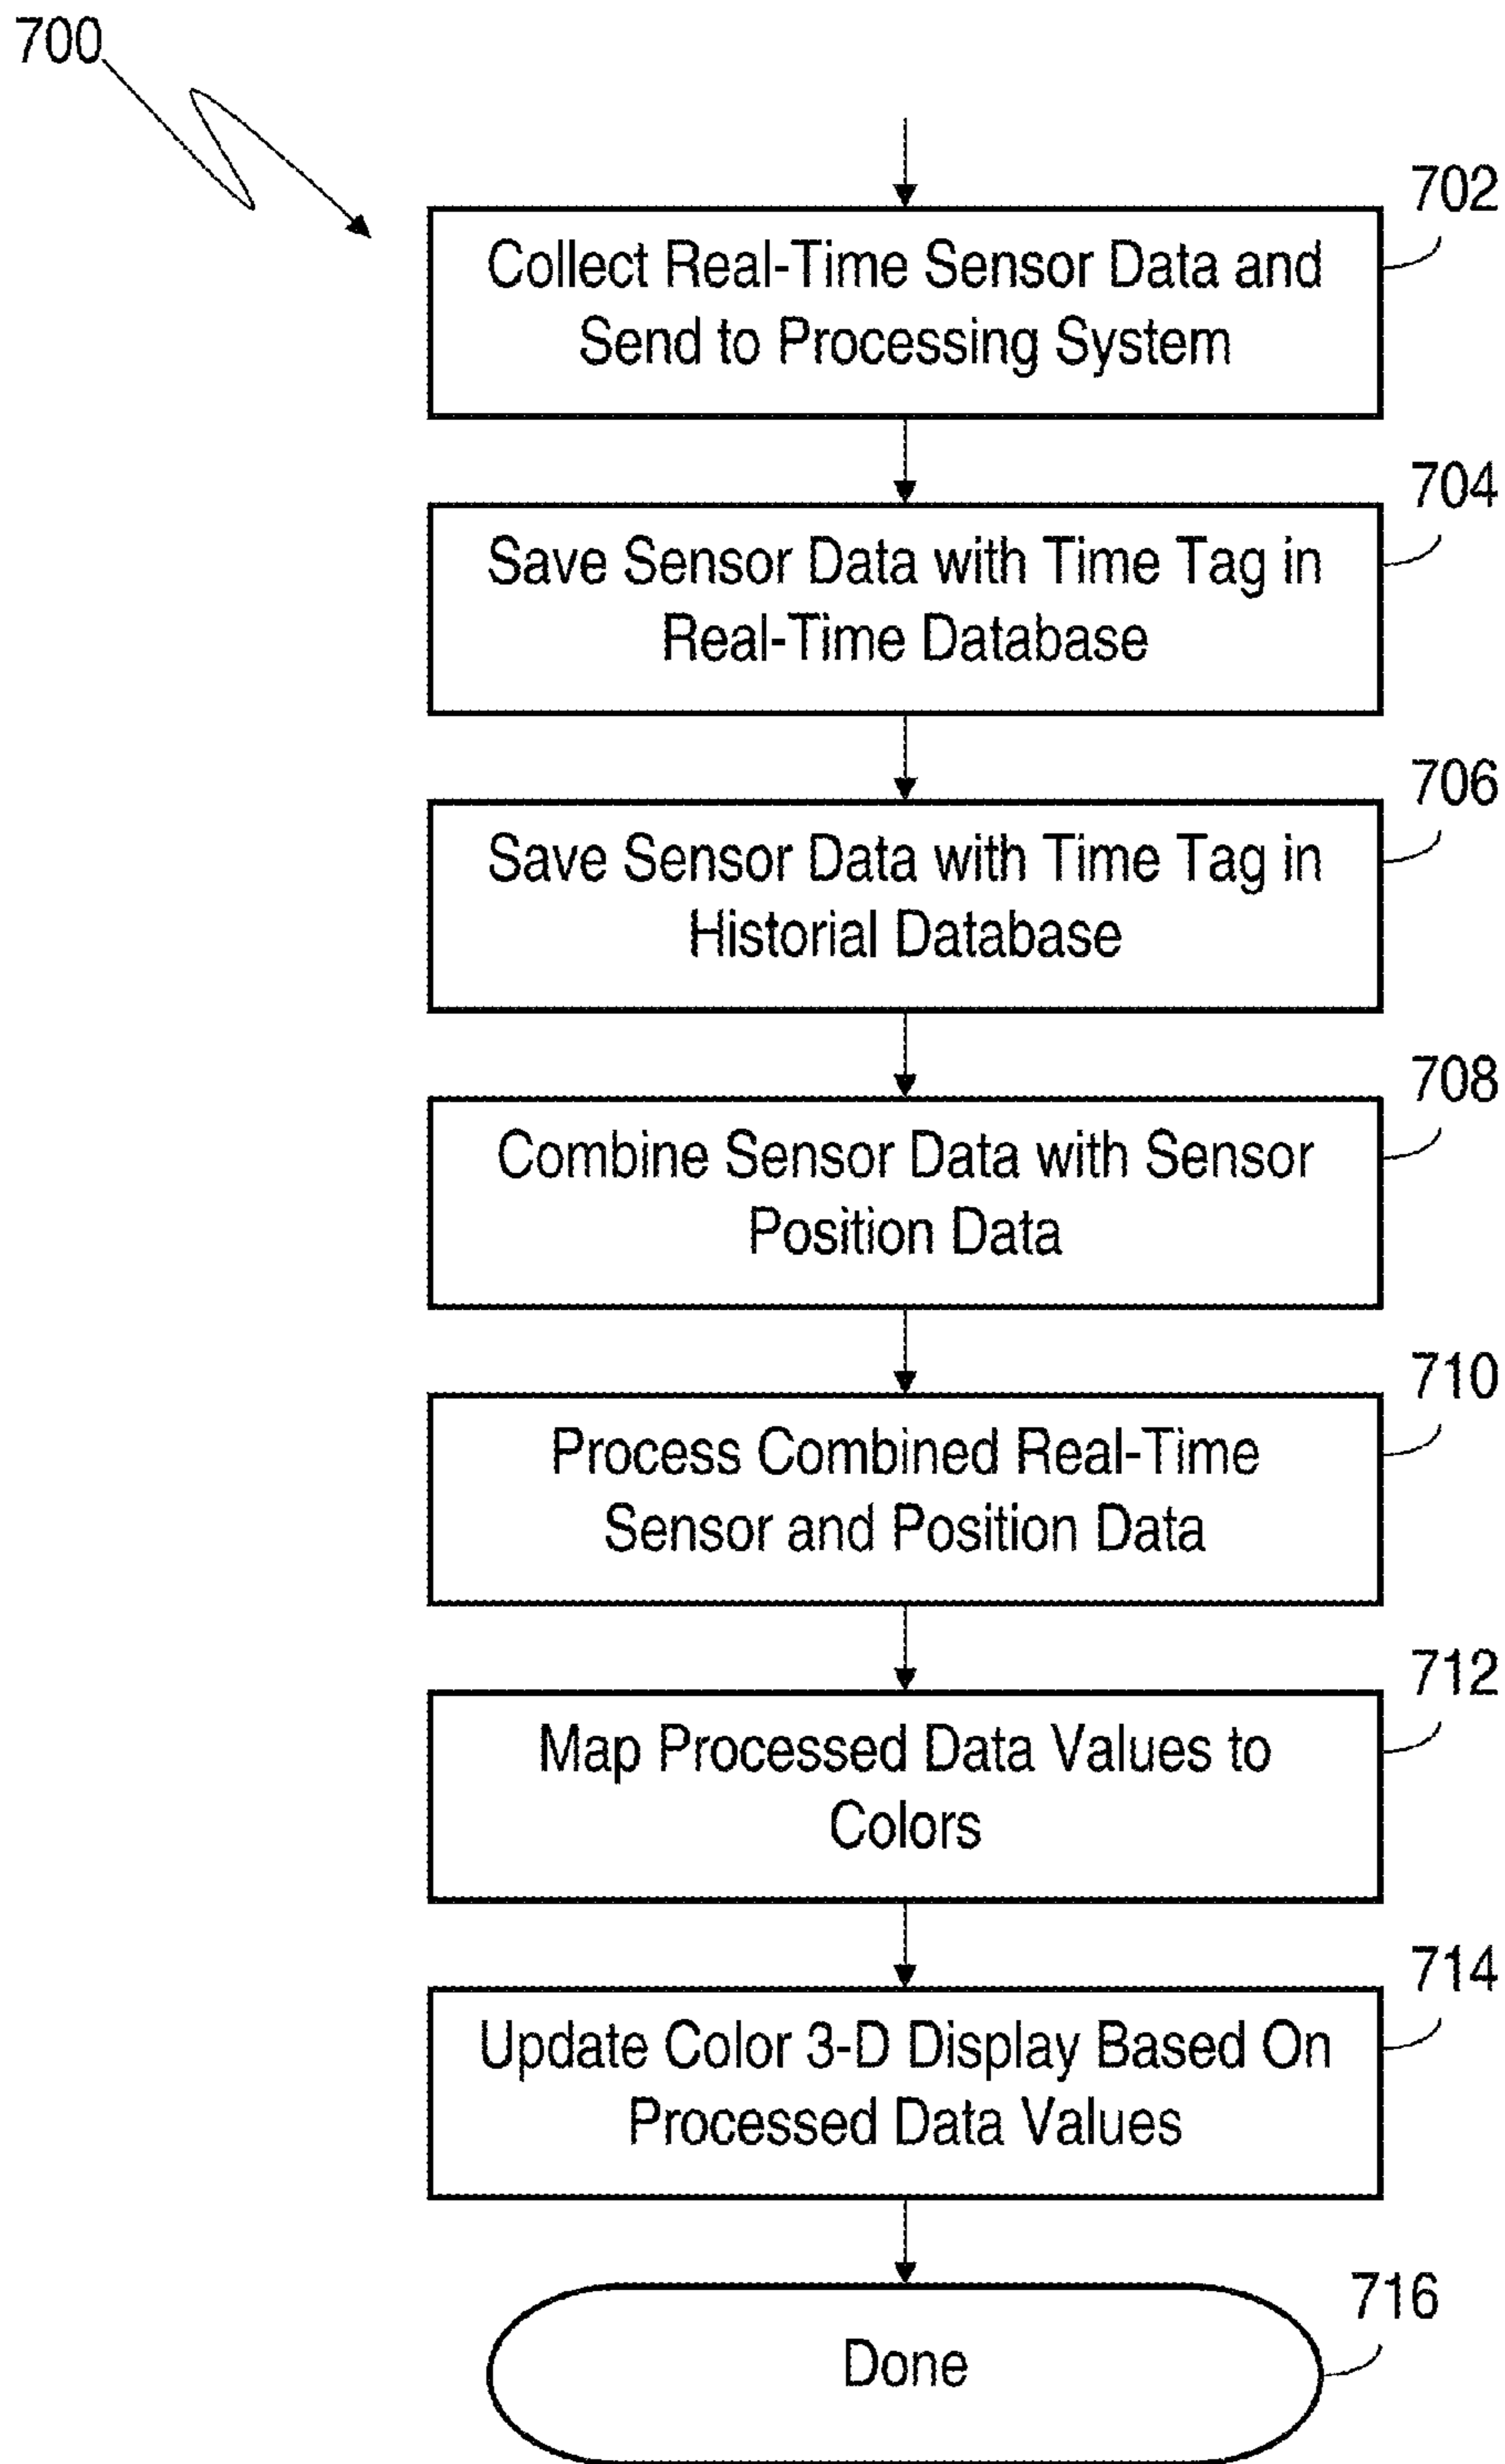 700
702
Collect Real-Time Sensor Data and
Send to Processing System
704
Save Sensor Data with Time Tag in
Real-Time Database
706
Save Sensor Data with Time Tag in
Historial Database
708
Combine Sensor Data with Sensor
Position Data
710
Process Combined Real-Time
Sensor and Position Data
712
Map Processed Data Values to
Colors
714
Update Color 3-D Display Based On
Processed Data Values
716
Done